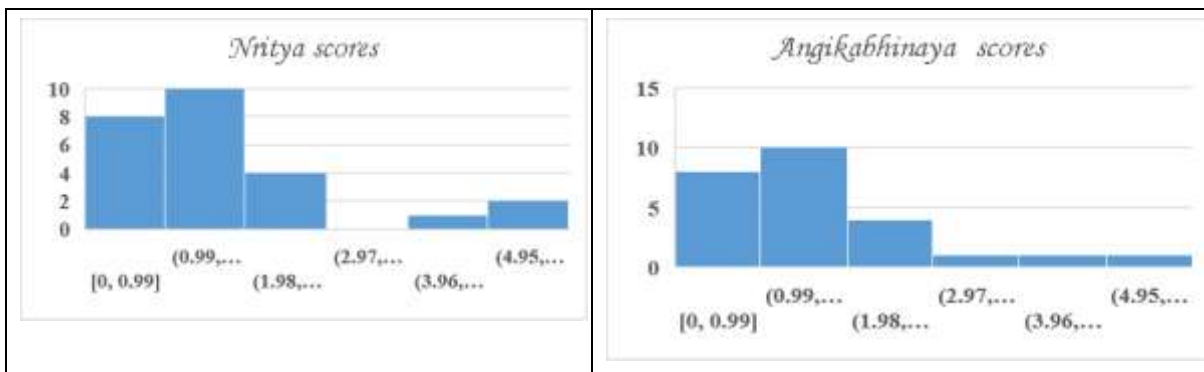 Nritya scores
10
8
6
4
2
0
(0.99,… (2.97,… (4.95,…
[0, 0.99] (1.98,… (3.96,…
Angikabhinaya scores
15
10
5
0
(0.99,… (2.97,… (4.95,…
[0, 0.99] (1.98,… (3.96,…